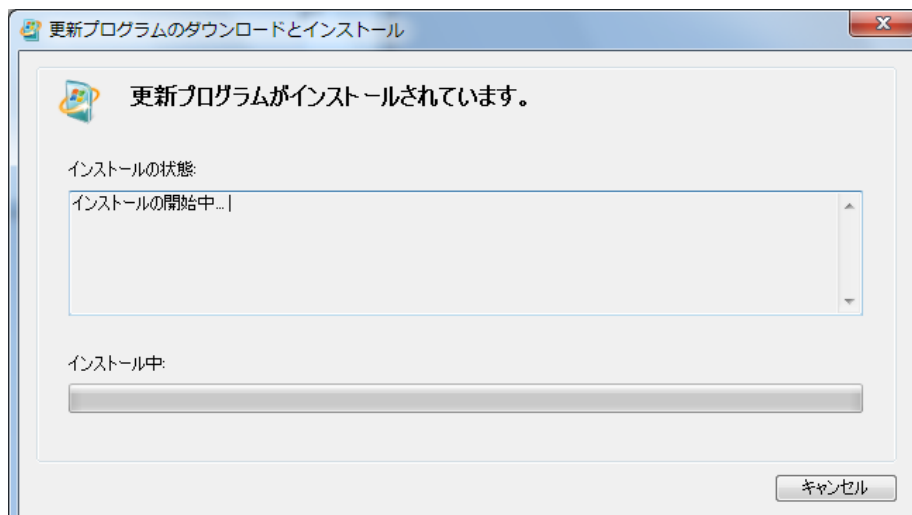 更新プログラムのダウンロードとインストール
更新プログラムがインストールされています。
インストールの状態:
インストールの開始中...
インストール中:
キャンセル